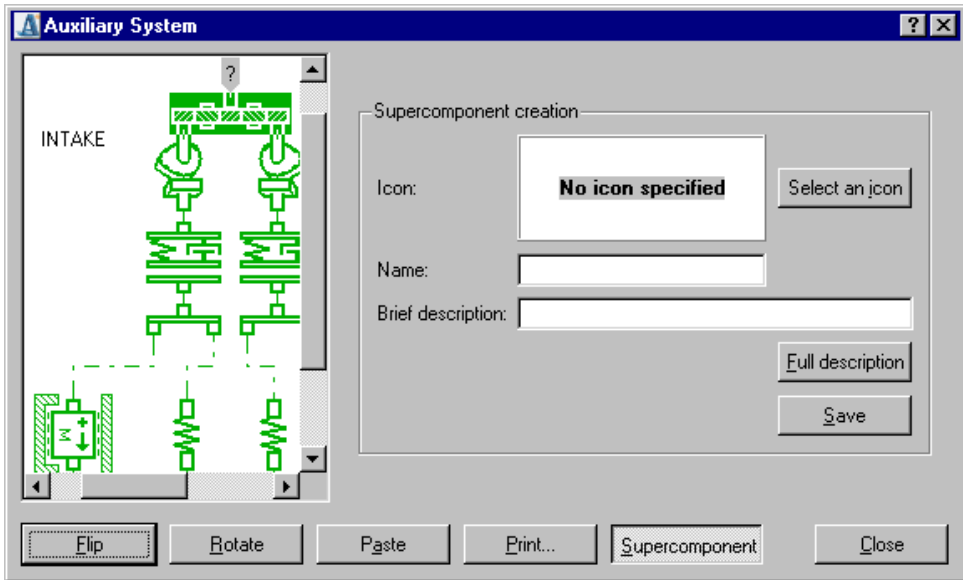 Auxiliary System
?
?
INTAKE
Supercomponent creation
Icon:
No icon specified
Select an icon
Name:
Brief description:
Full description
Save
M
Flip
Rotate
Paste
Print...
Supercomponent
Close